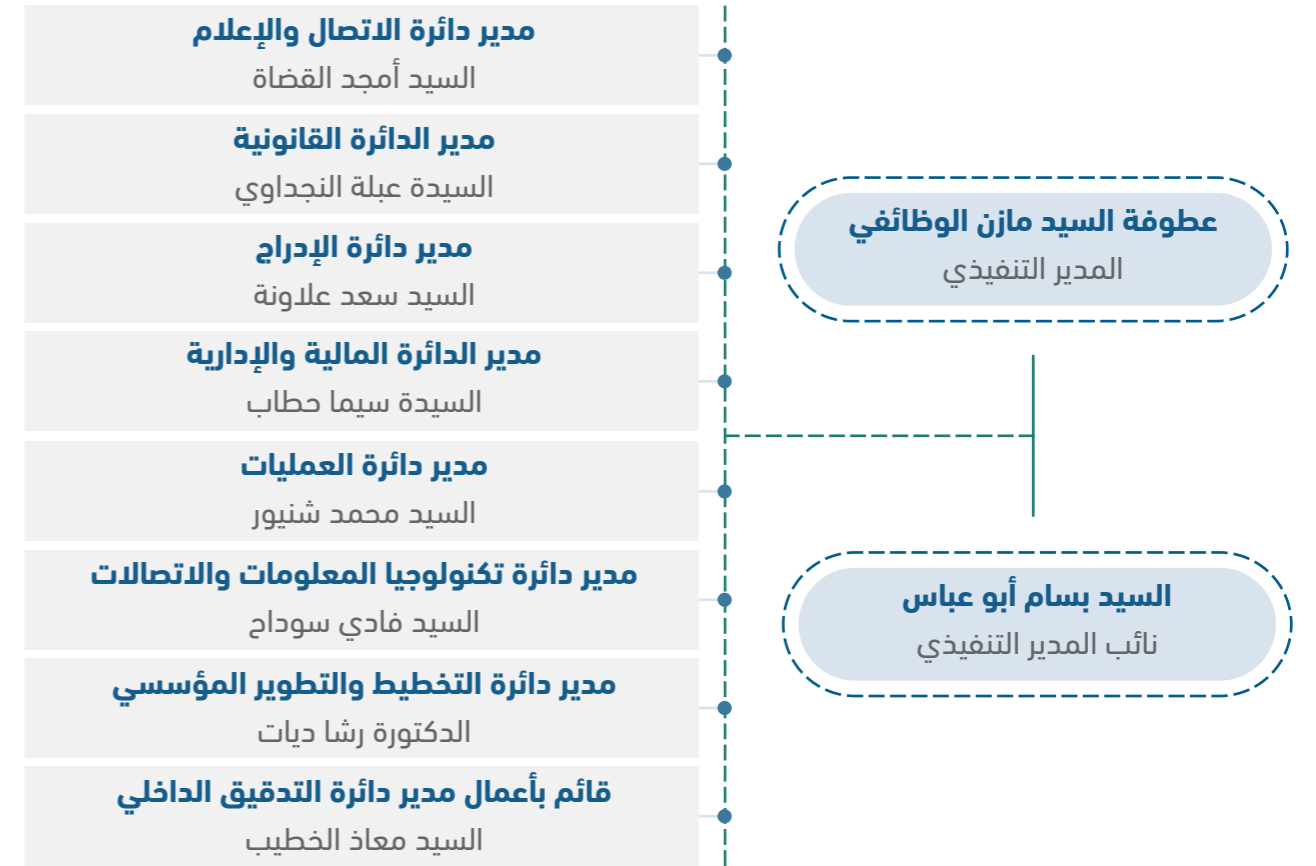 عطوفة السيد مازن الوظائفي
المدير التنفيذي
السيد بسام أبو عباس
نائب المدير التنفيذي
مدير دائرة الاتصال والإعلام
السيد أمجد القضاة
مدير الدائرة القانونية
السيدة عبلة النجداوي
مدير دائرة الإدراج
السيد سعد علاونة
مدير الدائرة المالية والإدارية
السيدة سيما حطاب
مدير دائرة العمليات
السيد محمد شنيور
مدير دائرة تكنولوجيا المعلومات والاتصالات
السيد فادي سوداح
مدير دائرة التخطيط والتطوير المؤسسي
الدكتورة رشا ديات
قائم بأعمال مدير دائرة التدقيق الداخلي
السيد معاذ الخطيب